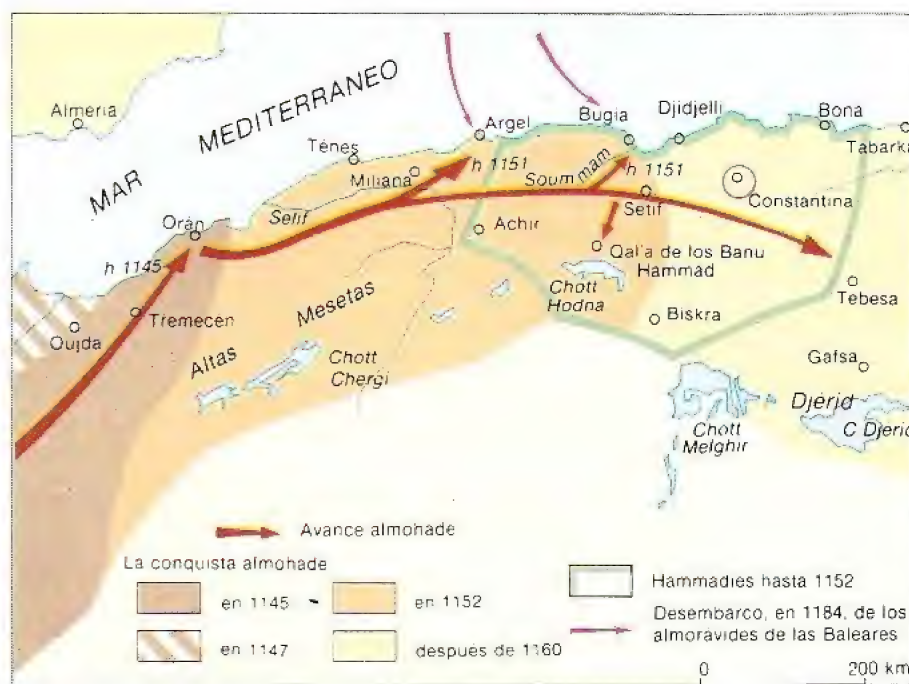 Almeria
MAR MEDITERRANEO
Ténes
Argel
Bugia
Djidjelli
Bona
Tabarka
Miliana
h 1151
Soummam
h 1151
Constantina
Selif
Setif
Orán
Achir
Qal'a de los Banu
Hammad
h 1145
Chott
Hodna
Tebesa
Tremecén
Oujda
Altas Mesetas
Biskra
Chott
Chergi
Gafsa
Chott
Melghir
Djerid
C Djerid
Avance almohade
La conquista almohade
en 1145
en 1152
en 1147
después de 1160
Hammadíes hasta 1152
Desembarco, en 1184, de los
almoravides de las Baleares
0 200 km